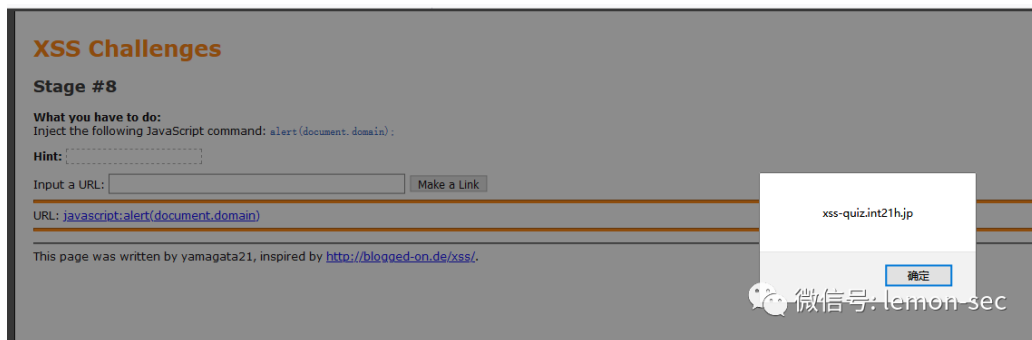 XSS Challenges
Stage #8
What you have to do:
Inject the following JavaScript command: alert(document.domain);
Hint:
Input a URL: Make a Link
URL: javascript:alert(document.domain)
This page was written by yamagata21, inspired by http://blogged-on.de/xss/.
xss-quiz.int21h.jp
确定
微信号: lemon-sec